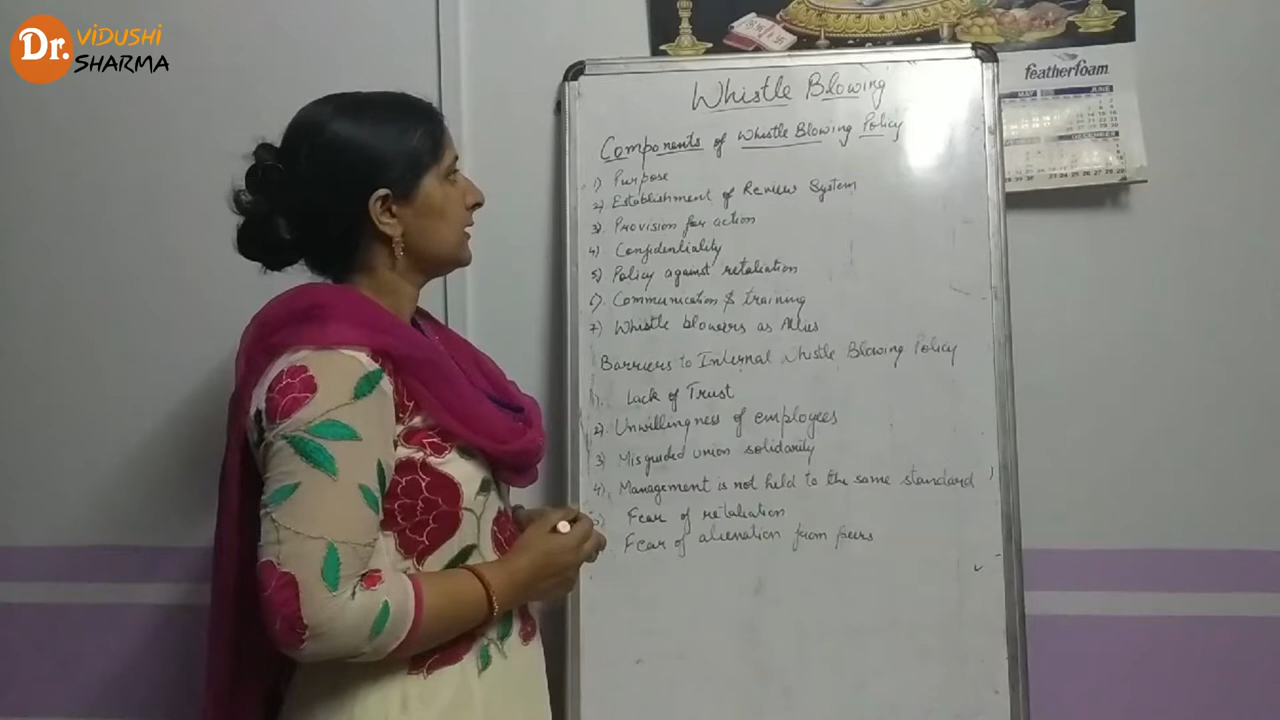 Dr.
ViDUSHi
SHARMA
Whistle Blowing
Components of Whistle Blowing Policy
1) Purpose
2) Establishment of Review System
3) Provision for action
4) Confidentiality
5) Policy against retaliation
6) Communication & training
7) Whistle blowers as Allies
Barriers to Internal Whistle Blowing Policy
1. Lack of Trust
2) Unwillingness of employees
3) Misguided union solidarity
4) Management is not held to the same standard
Fear of retaliation
Fear of alienation from peers
featherfoam
MAY
JUNE
DECEMBER